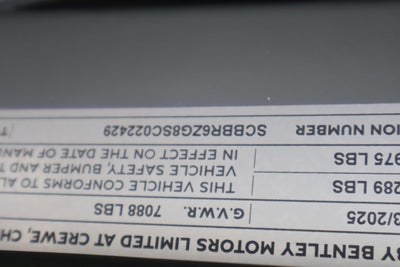 BY BENTLEY MOTORS LIMITED AT CREWE, CH
3/2025 G.V.W.R. 7088 LBS
289 LBS THIS VEHICLE CONFORMS TO AL
VEHICLE SAFETY, BUMPER AND T
975 LBS IN EFFECT ON THE DATE OF MANU
ION NUMBER SCBBR6ZG8SC022429 T